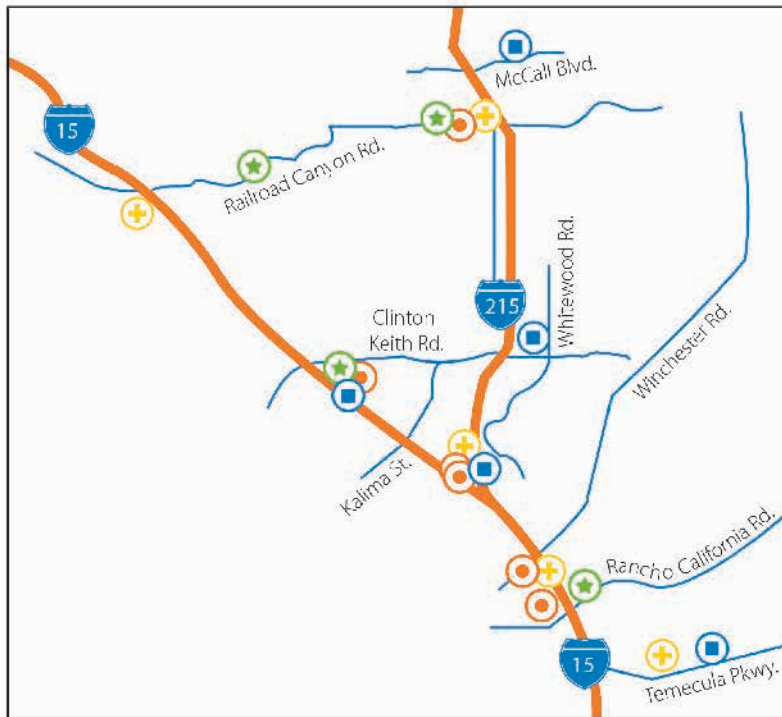 McCall Blvd.
15
Railroad Canyon Rd.
215
Whitewood Rd.
Clinton
Keith Rd.
Winchester Rd.
Kalima St.
Rancho California Rd.
15
Temecula Pkwy.